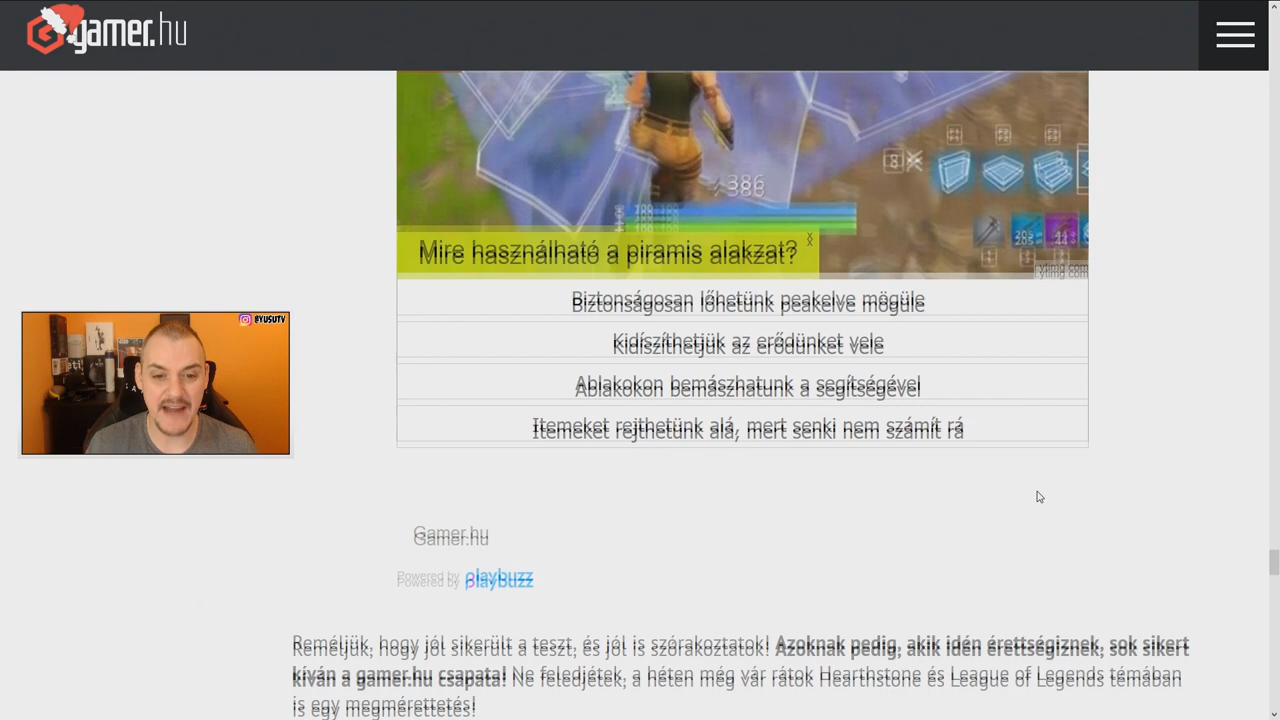 gamer.hu
386
Mire használható a piramis alakzat?
Biztonságosan lőhetünk peakelve mögüle
Kidíszíthetjük az erődünket vele
Ablakokon bemászhatunk a segítségével
Itemeket rejthetünk alá, mert senki nem számít rá
BYUSUTV
Gamer.hu
Powered by playbuzz
Reméljük, hogy jól sikerült a teszt, és jól is szórakoztatok! Azoknak pedig, akik idén érettségiznek, sok sikert
kíván a gamer.hu csapata! Ne feledjétek, a héten még vár rátok Hearthstone és League of Legends témában
is egy megmérettetés!